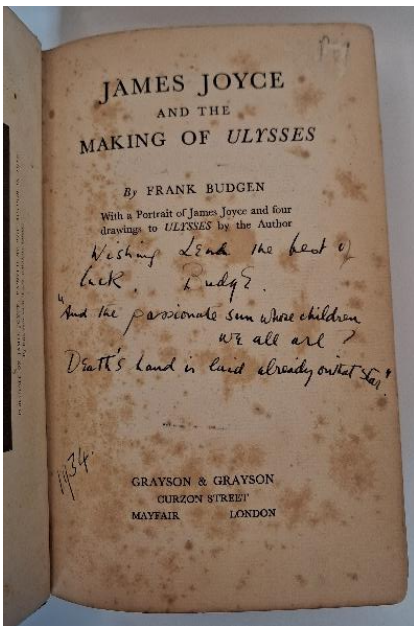 JAMES JOYCE
AND THE
MAKING OF ULYSSES
By FRANK BUDGEN
With a Portrait of James Joyce and four
drawings to ULYSSES by the Author
Wishing Lena the best of
luck. PudgE.
"And the passionate sun whose children
we all are?
Death's hand is laid already on that star."
1934.
GRAYSON & GRAYSON
CURZON STREET
MAYFAIR LONDON